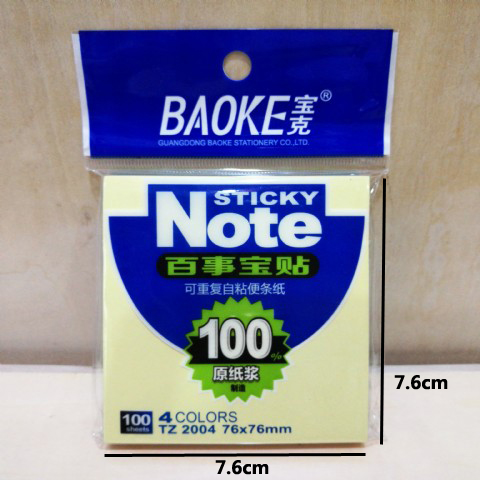 BAOKE宝克®
GUANGDONG BAOKE STATIONERY CO.,LTD.
STICKY
Note
百事宝贴
可重复自粘便条纸
100%
原纸浆
制造
100 sheets
4 COLORS
TZ 2004 76x76mm
7.6cm
7.6cm